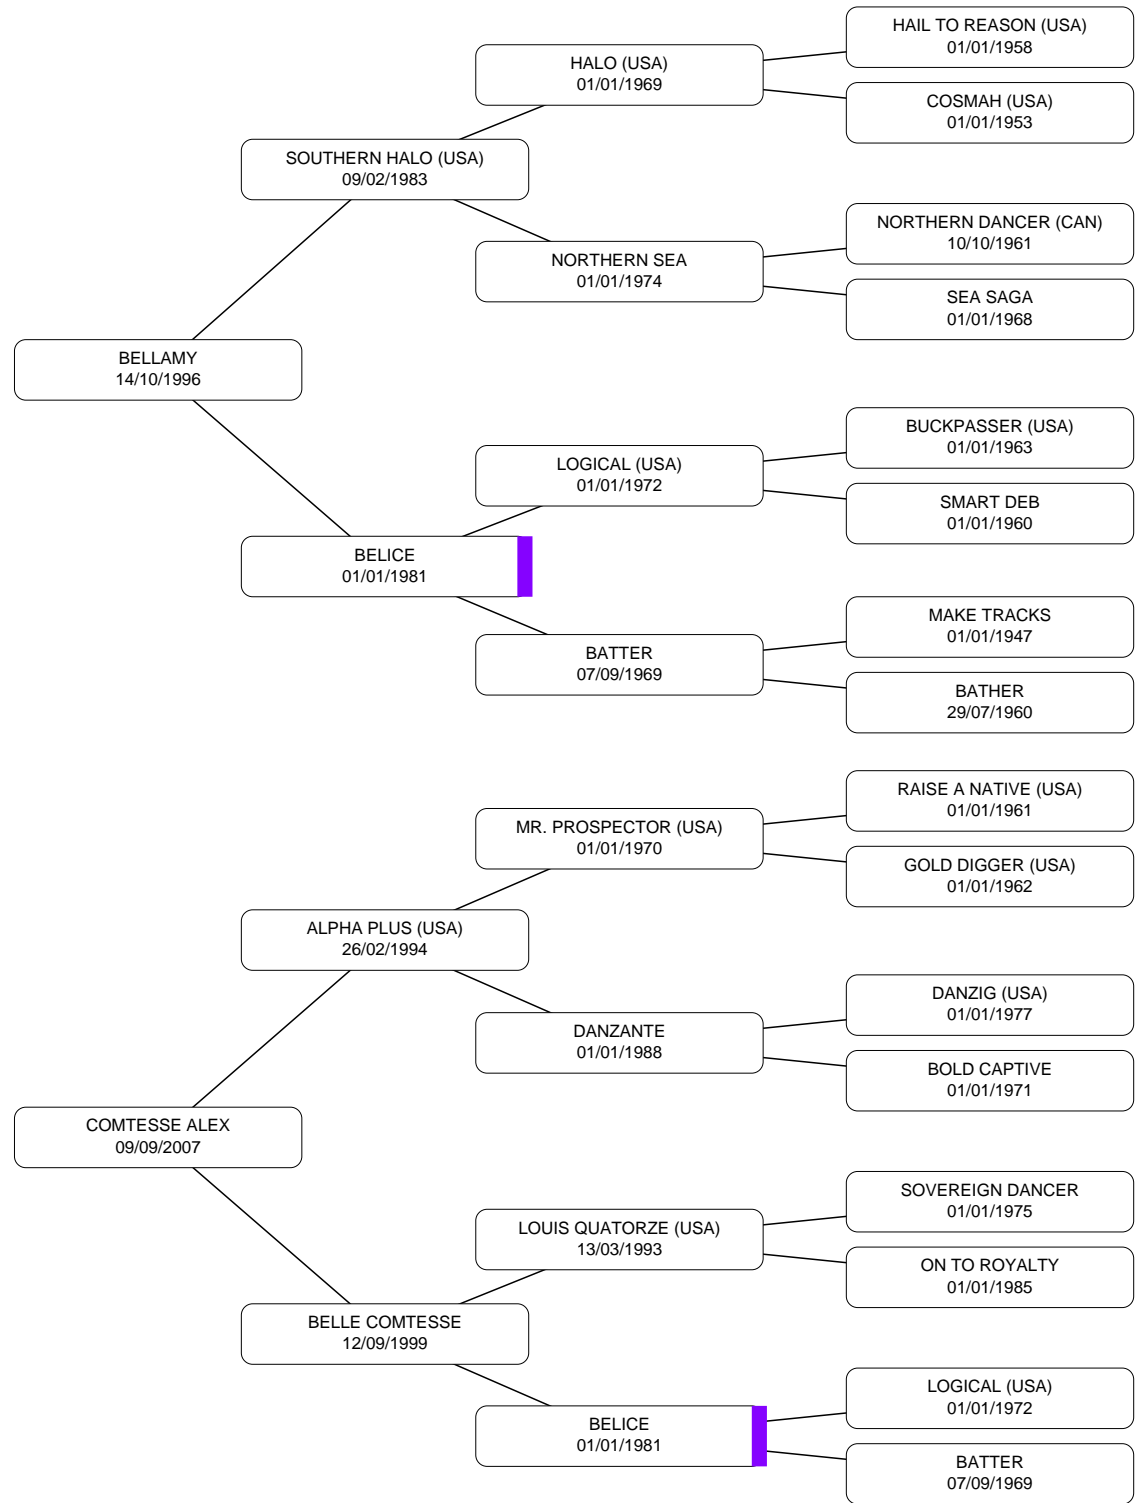 HAIL TO REASON (USA)
01/01/1958
HALO (USA)
01/01/1969
COSMAH (USA)
01/01/1953
SOUTHERN HALO (USA)
09/02/1983
NORTHERN DANCER (CAN)
10/10/1961
NORTHERN SEA
01/01/1974
SEA SAGA
01/01/1968
BELLAMY
14/10/1996
BUCKPASSER (USA)
01/01/1963
LOGICAL (USA)
01/01/1972
SMART DEB
01/01/1960
BELICE
01/01/1981
MAKE TRACKS
01/01/1947
BATTER
07/09/1969
BATHER
29/07/1960
RAISE A NATIVE (USA)
01/01/1961
MR. PROSPECTOR (USA)
01/01/1970
GOLD DIGGER (USA)
01/01/1962
ALPHA PLUS (USA)
26/02/1994
DANZIG (USA)
01/01/1977
DANZANTE
01/01/1988
BOLD CAPTIVE
01/01/1971
COMTESSE ALEX
09/09/2007
SOVEREIGN DANCER
01/01/1975
LOUIS QUATORZE (USA)
13/03/1993
ON TO ROYALTY
01/01/1985
BELLE COMTESSE
12/09/1999
LOGICAL (USA)
01/01/1972
BELICE
01/01/1981
BATTER
07/09/1969